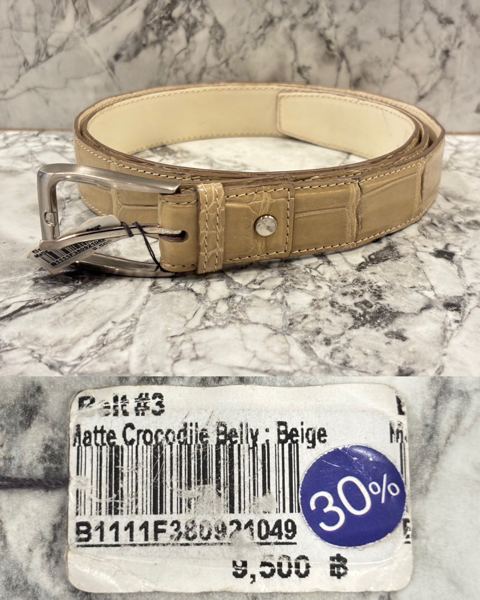 Belt #3
Matte Crocodile Belly : Beige
30%
B1111F380921049
9,500 ฿